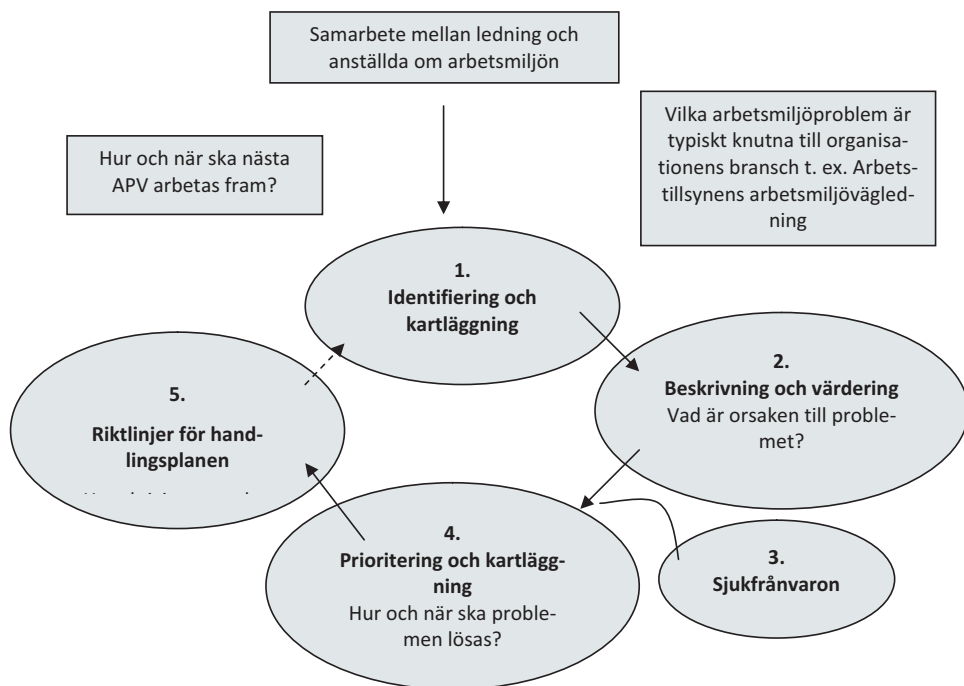 Samarbete mellan ledning och
anställda om arbetsmiljön
Hur och när ska nästa
APV arbetas fram?
Vilka arbetsmiljöproblem är
typiskt knutna till organisa-
tionens bransch t. ex. Arbets-
tillsynens arbetsmiljövägled-
ning
1.
Identifiering och
kartläggning
2.
Beskrivning och värdering
Vad är orsaken till proble-
met?
3.
Sjukfrånvaron
4.
Prioritering och kartlägg-
ning
Hur och när ska proble-
men lösas?
5.
Riktlinjer för hand-
lingsplanen